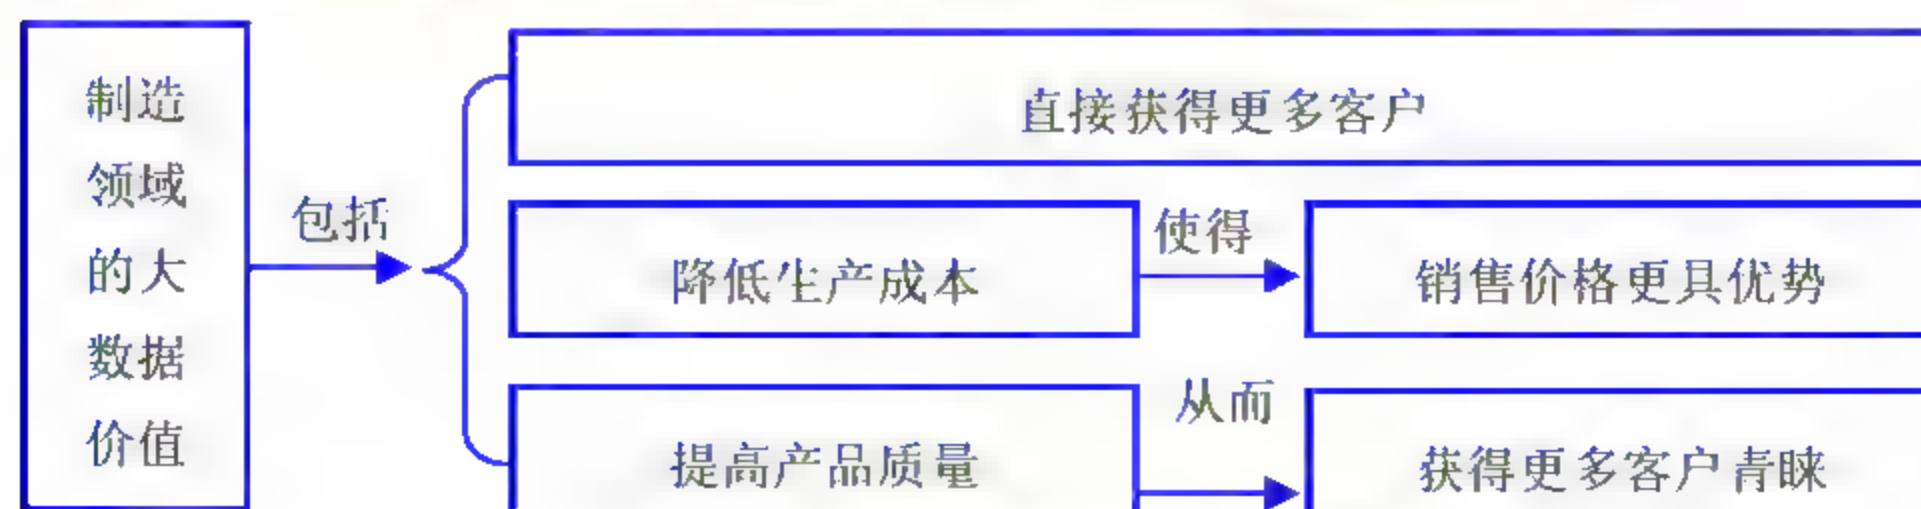 制造
领域
的大
数据
价值
包括
直接获得更多客户
降低生产成本
使得
销售价格更具优势
提高产品质量
从而
获得更多客户青睐